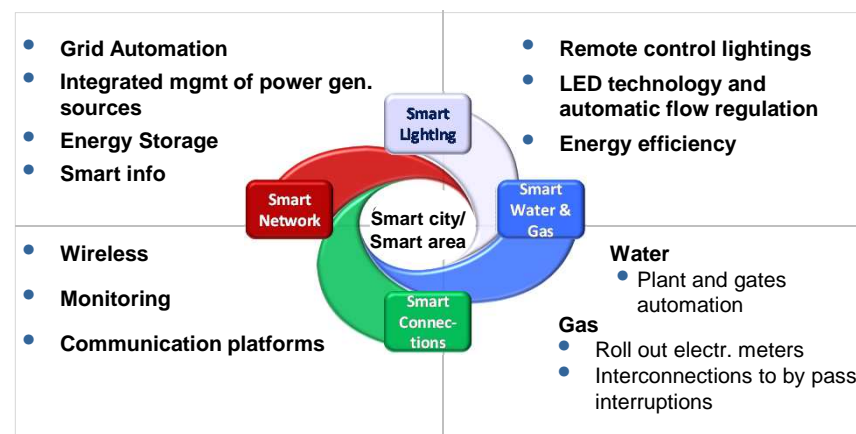 Grid Automation
Integrated mgmt of power gen.
sources
Energy Storage
Smart info
Remote control lightings
LED technology and
automatic flow regulation
Energy efficiency
Smart
Lighting
Smart
Network
Smart city/
Smart area
Smart
Water &
Gas
Smart
Connec-
tions
Wireless
Monitoring
Communication platforms
Water
Plant and gates
automation
Gas
Roll out electr. meters
Interconnections to by pass
interruptions